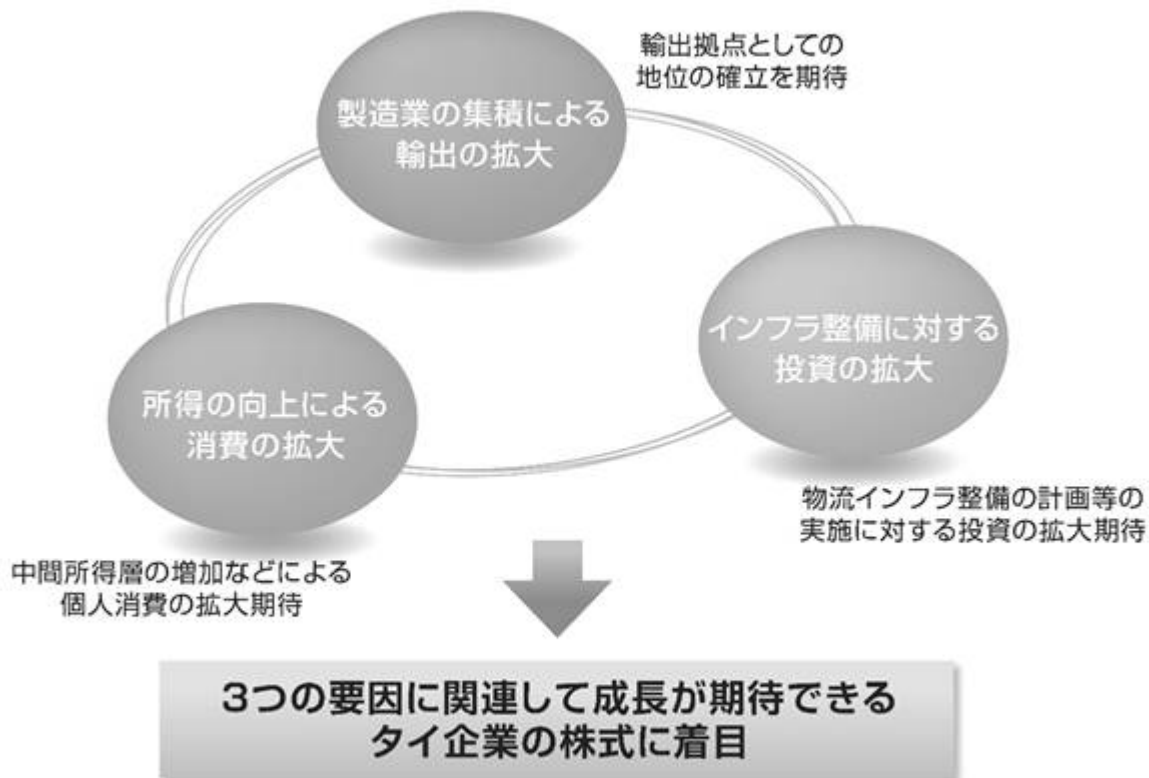 輸出拠点としての
地位の確立を期待
製造業の集積による
輸出の拡大
インフラ整備に対する
投資の拡大
所得の向上による
消費の拡大
物流インフラ整備の計画等の
実施に対する投資の拡大期待
中間所得層の増加などによる
個人消費の拡大期待
3つの要因に関連して成長が期待できる
タイ企業の株式に着目